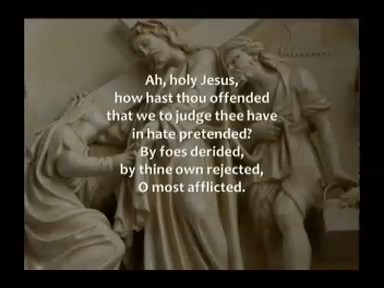 Ah, holy Jesus,
how hast thou offended
that we to judge thee have
in hate pretended?
By foes derided,
by thine own rejected,
O most afflicted.